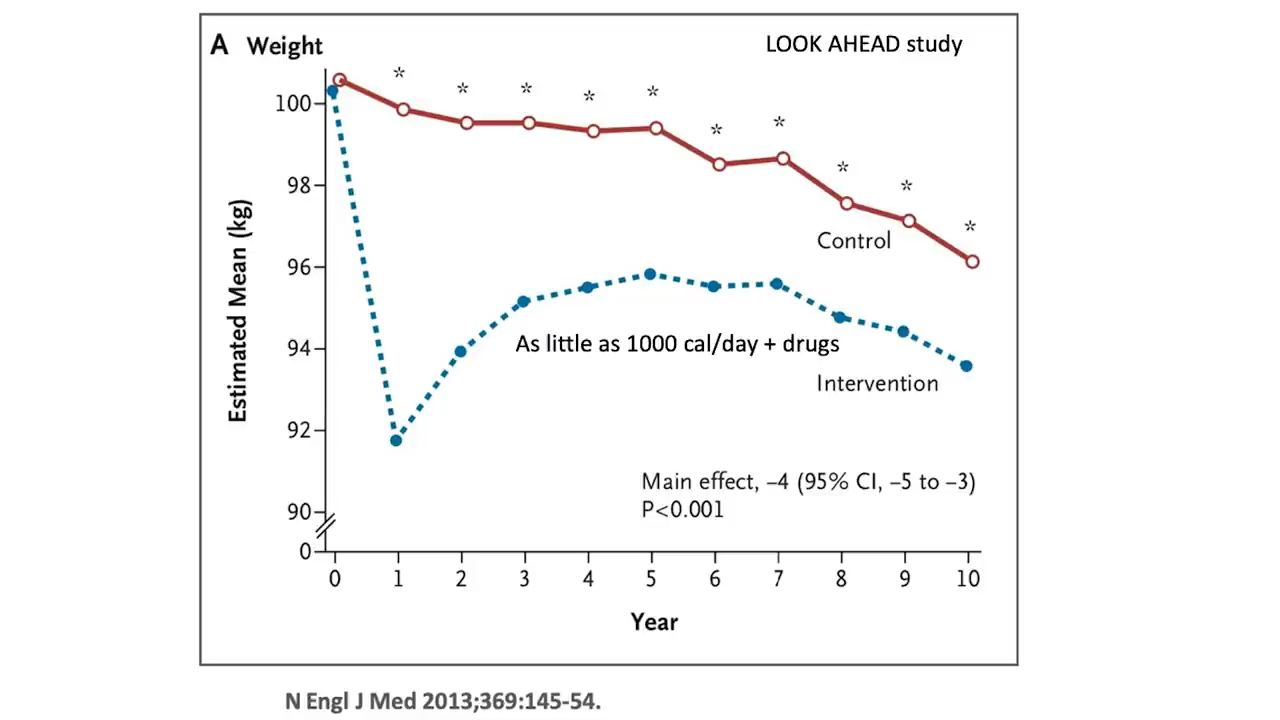 A Weight
LOOK AHEAD study
* * * * * * * * * *
100
98
96
94
92
90
0
Estimated Mean (kg)
Control
As little as 1000 cal/day + drugs
Intervention
Main effect, –4 (95% CI, –5 to –3)
P<0.001
0 1 2 3 4 5 6 7 8 9 10
Year
N Engl J Med 2013;369:145-54.